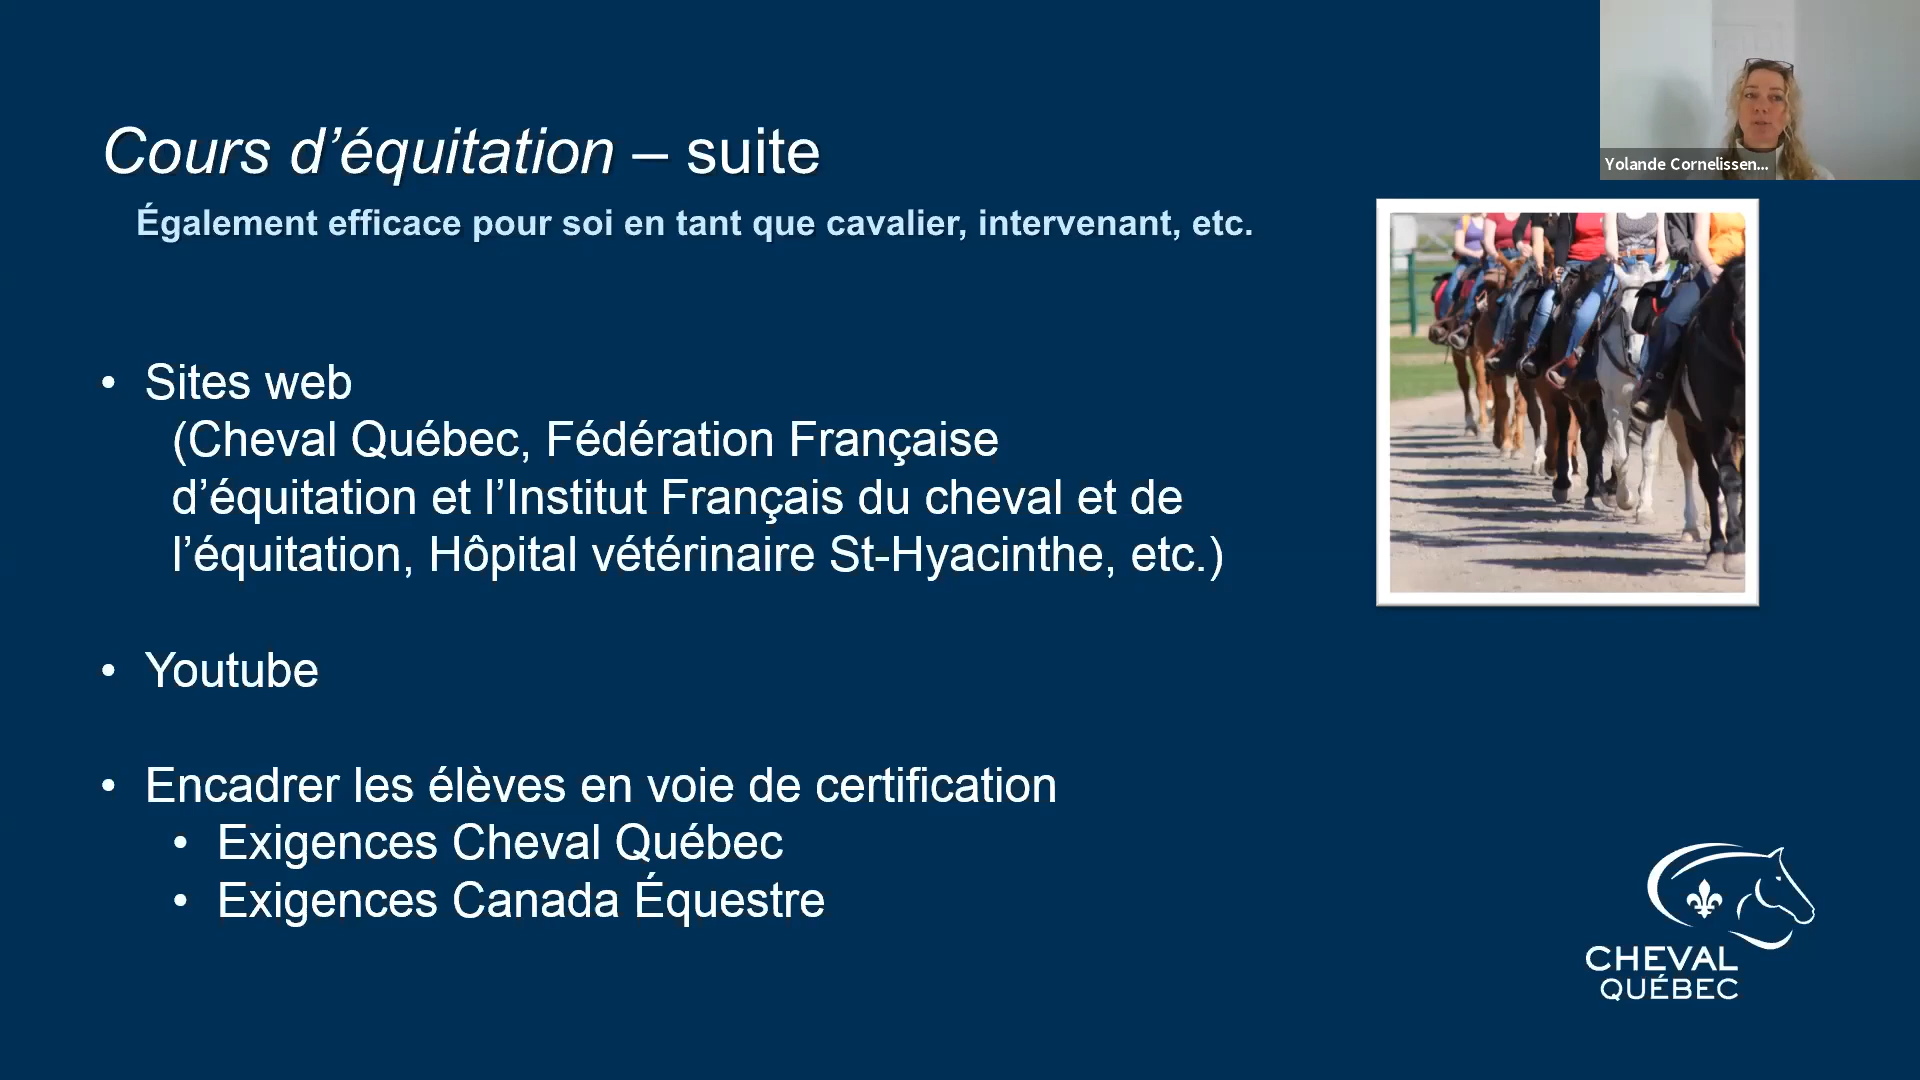 Cours d’équitation – suite
Également efficace pour soi en tant que cavalier, intervenant, etc.
• Sites web
(Cheval Québec, Fédération Française
d’équitation et l’Institut Français du cheval et de
l’équitation, Hôpital vétérinaire St-Hyacinthe, etc.)
• Youtube
• Encadrer les élèves en voie de certification
• Exigences Cheval Québec
• Exigences Canada Équestre
Yolande Cornelissen...
CHEVAL
QUÉBEC